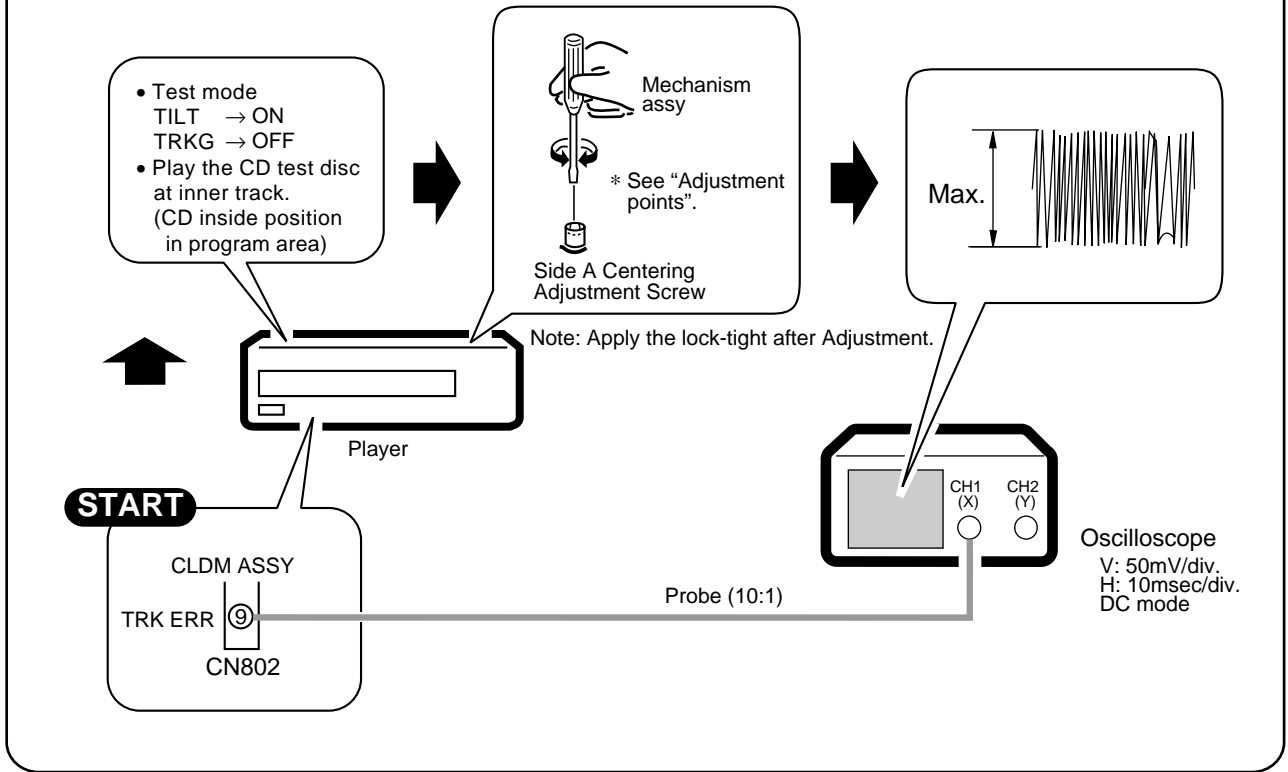 • Test mode
TILT → ON
TRKG → OFF
• Play the CD test disc
at inner track.
(CD inside position
in program area)
Mechanism
assy
* See “Adjustment
points”.
Side A Centering
Adjustment Screw
Max.
Note: Apply the lock-tight after Adjustment.
Player
START
CLDM ASSY
TRK ERR
9
CN802
Probe (10:1)
CH1
(X)
CH2
(Y)
Oscilloscope
V: 50mV/div.
H: 10msec/div.
DC mode